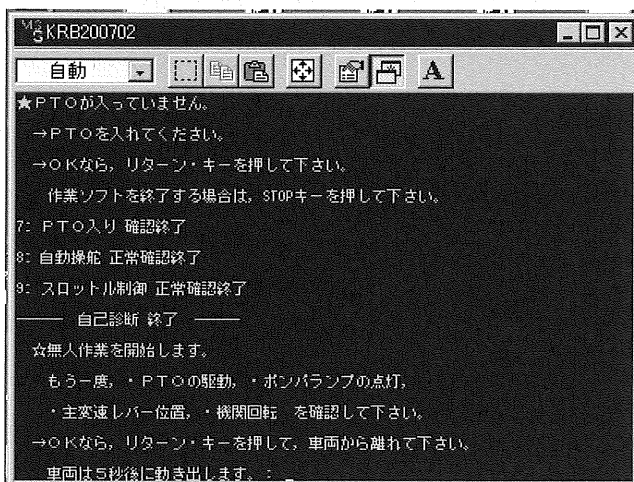 KRB200702
自動
A
★PTOが入っていません。
→PTOを入れてください。
→OKなら，リターン・キーを押して下さい。
作業ソフトを終了する場合は，STOPキーを押して下さい。
7: PTO入り 確認終了
8: 自動操舵 正常確認終了
9: スロットル制御 正常確認終了
―― 自己診断 終了 ――
☆無人作業を開始します。
もう一度，・PTOの駆動，・ポンパランプの点灯，
・主変速レバー位置，・機関回転 を確認して下さい。
→OKなら，リターン・キーを押して，車両から離れて下さい。
車両は5秒後に動き出します。: _